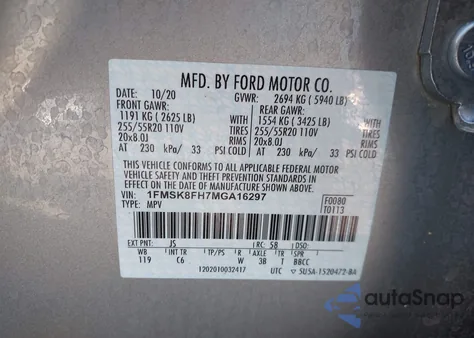 MFD. BY FORD MOTOR CO.
DATE: 10/20 GVWR: 2694 KG ( 5940 LB)
FRONT GAWR: REAR GAWR:
1191 KG ( 2625 LB) 1554 KG ( 3425 LB)
255/55R20 110V TIRES 255/55R20 110V TIRES
20x8.0J RIMS 20x8.0J RIMS
AT 230 kPa/ 33 PSI COLD AT 230 kPa/ 33 PSI COLD
THIS VEHICLE CONFORMS TO ALL APPLICABLE FEDERAL MOTOR
VEHICLE SAFETY AND THEFT PREVENTION STANDARDS IN EFFECT ON
THE DATE OF MANUFACTURE SHOWN ABOVE.
VIN: 1FMSK8FH7MGA16297 F0080
TYPE: MPV T0113
EXT PNT: JS RC: 58 DSO:
WB INT TR TP/PS R AXLE TR SPR
119 C6 W 3B T BBCC
1202010032417 UTC SU5A-1520472-BA
autoSnap